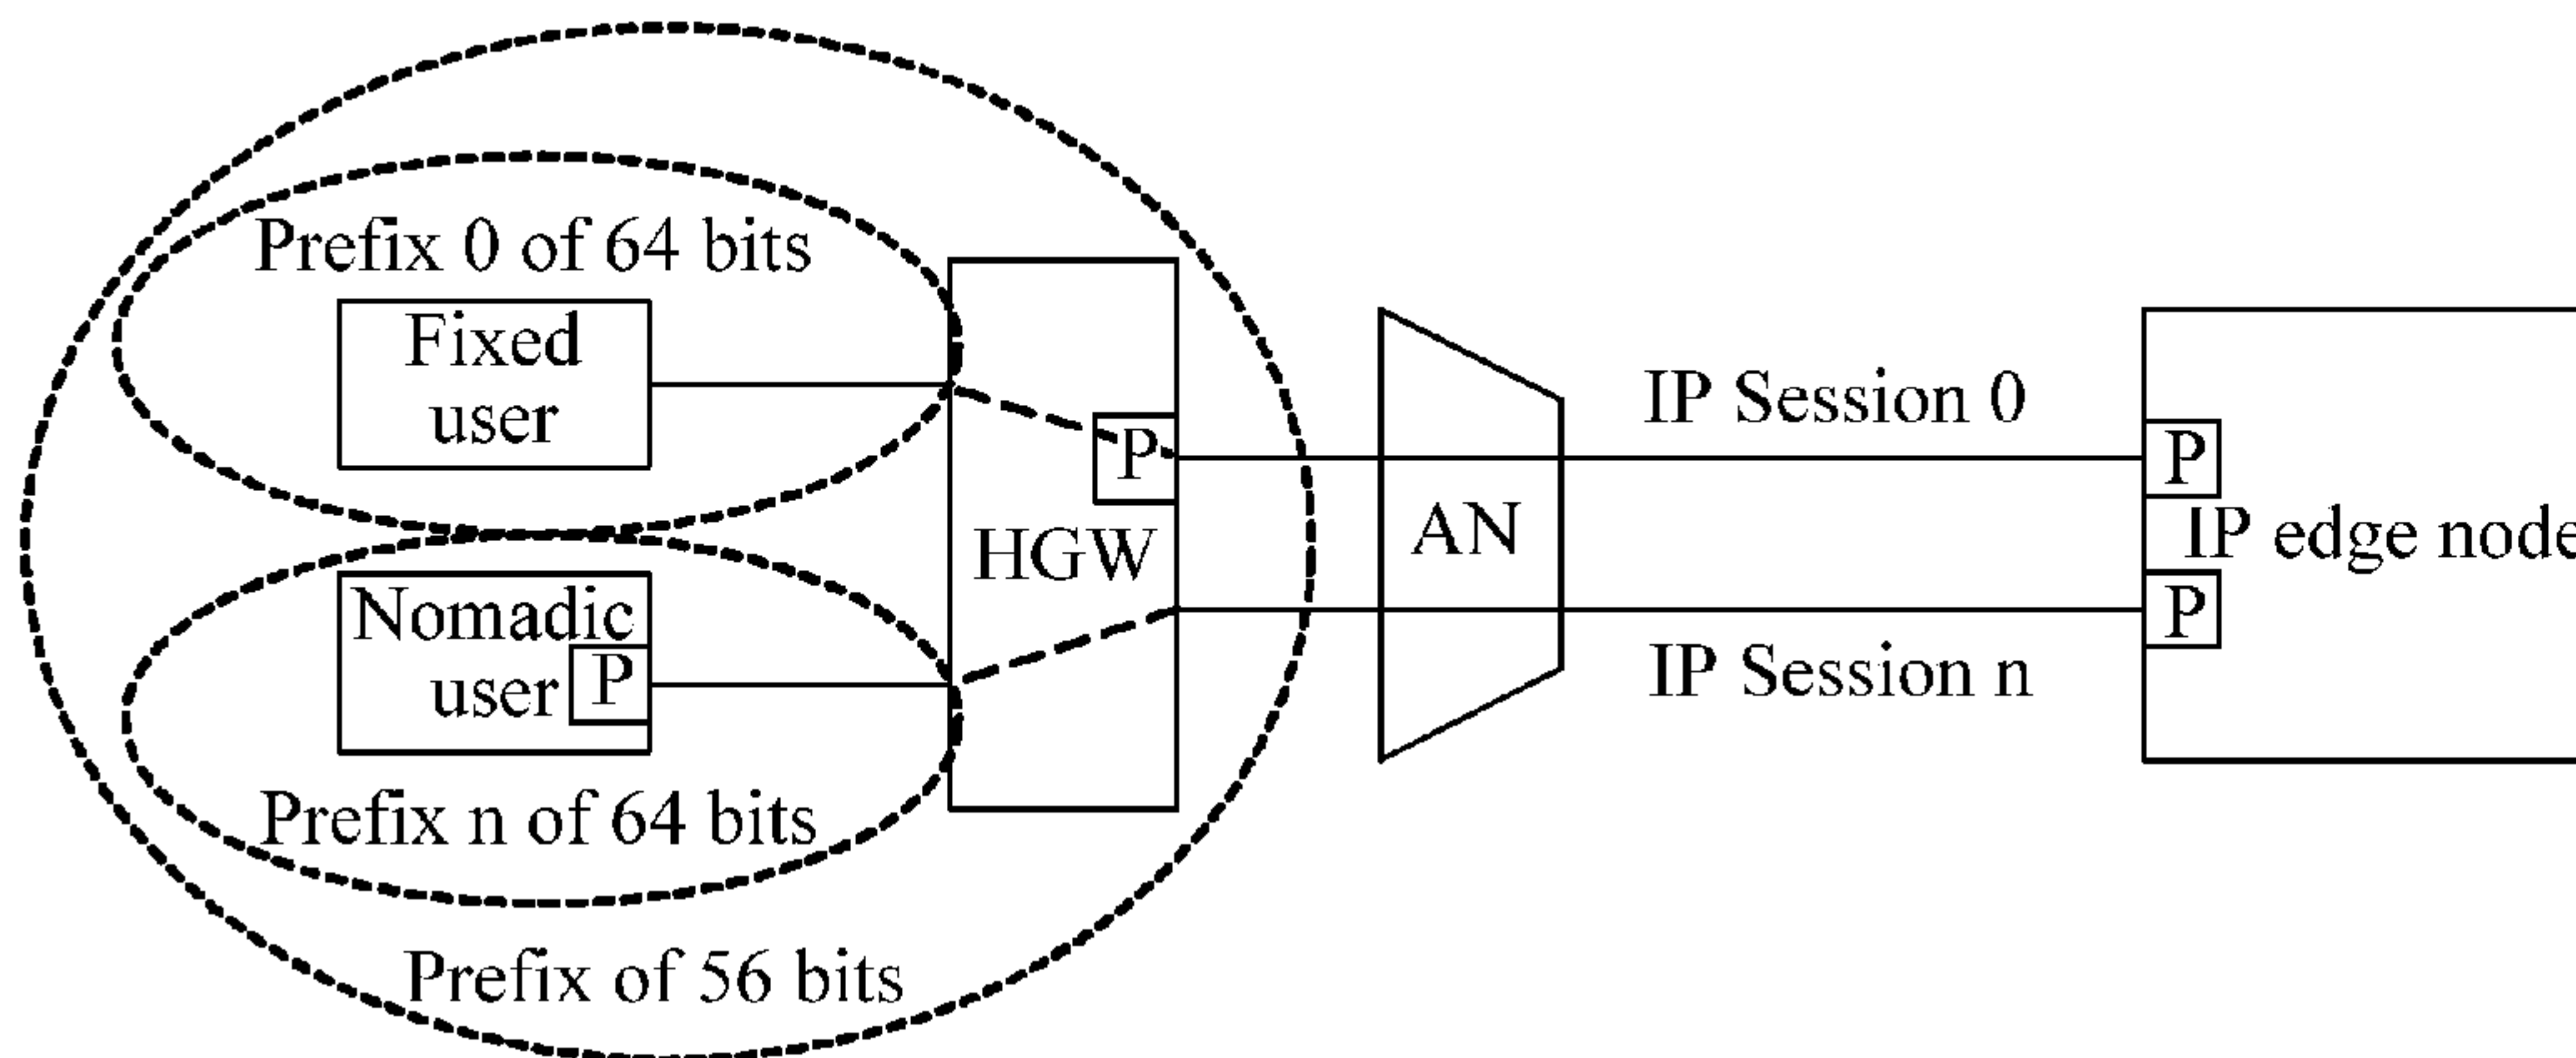 Prefix 0 of 64 bits
Fixed
user
P
HGW
Nomadic
user P
Prefix n of 64 bits
Prefix of 56 bits
AN
IP Session 0
IP Session n
P
IP edge node
P